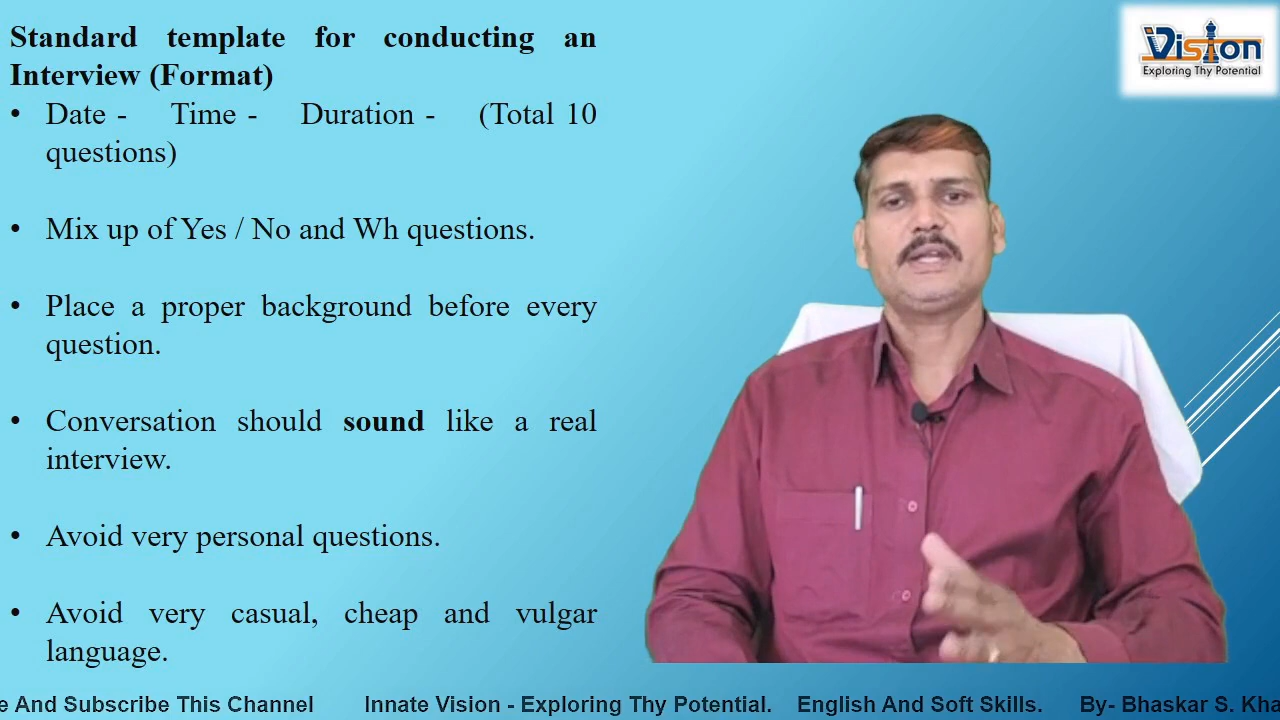 Standard template for conducting an
Interview (Format)
• Date - Time - Duration - (Total 10
questions)
• Mix up of Yes / No and Wh questions.
• Place a proper background before every
question.
• Conversation should sound like a real
interview.
• Avoid very personal questions.
• Avoid very casual, cheap and vulgar
language.
Vision
Exploring Thy Potential
e And Subscribe This Channel Innate Vision - Exploring Thy Potential. English And Soft Skills. By- Bhaskar S. Kha